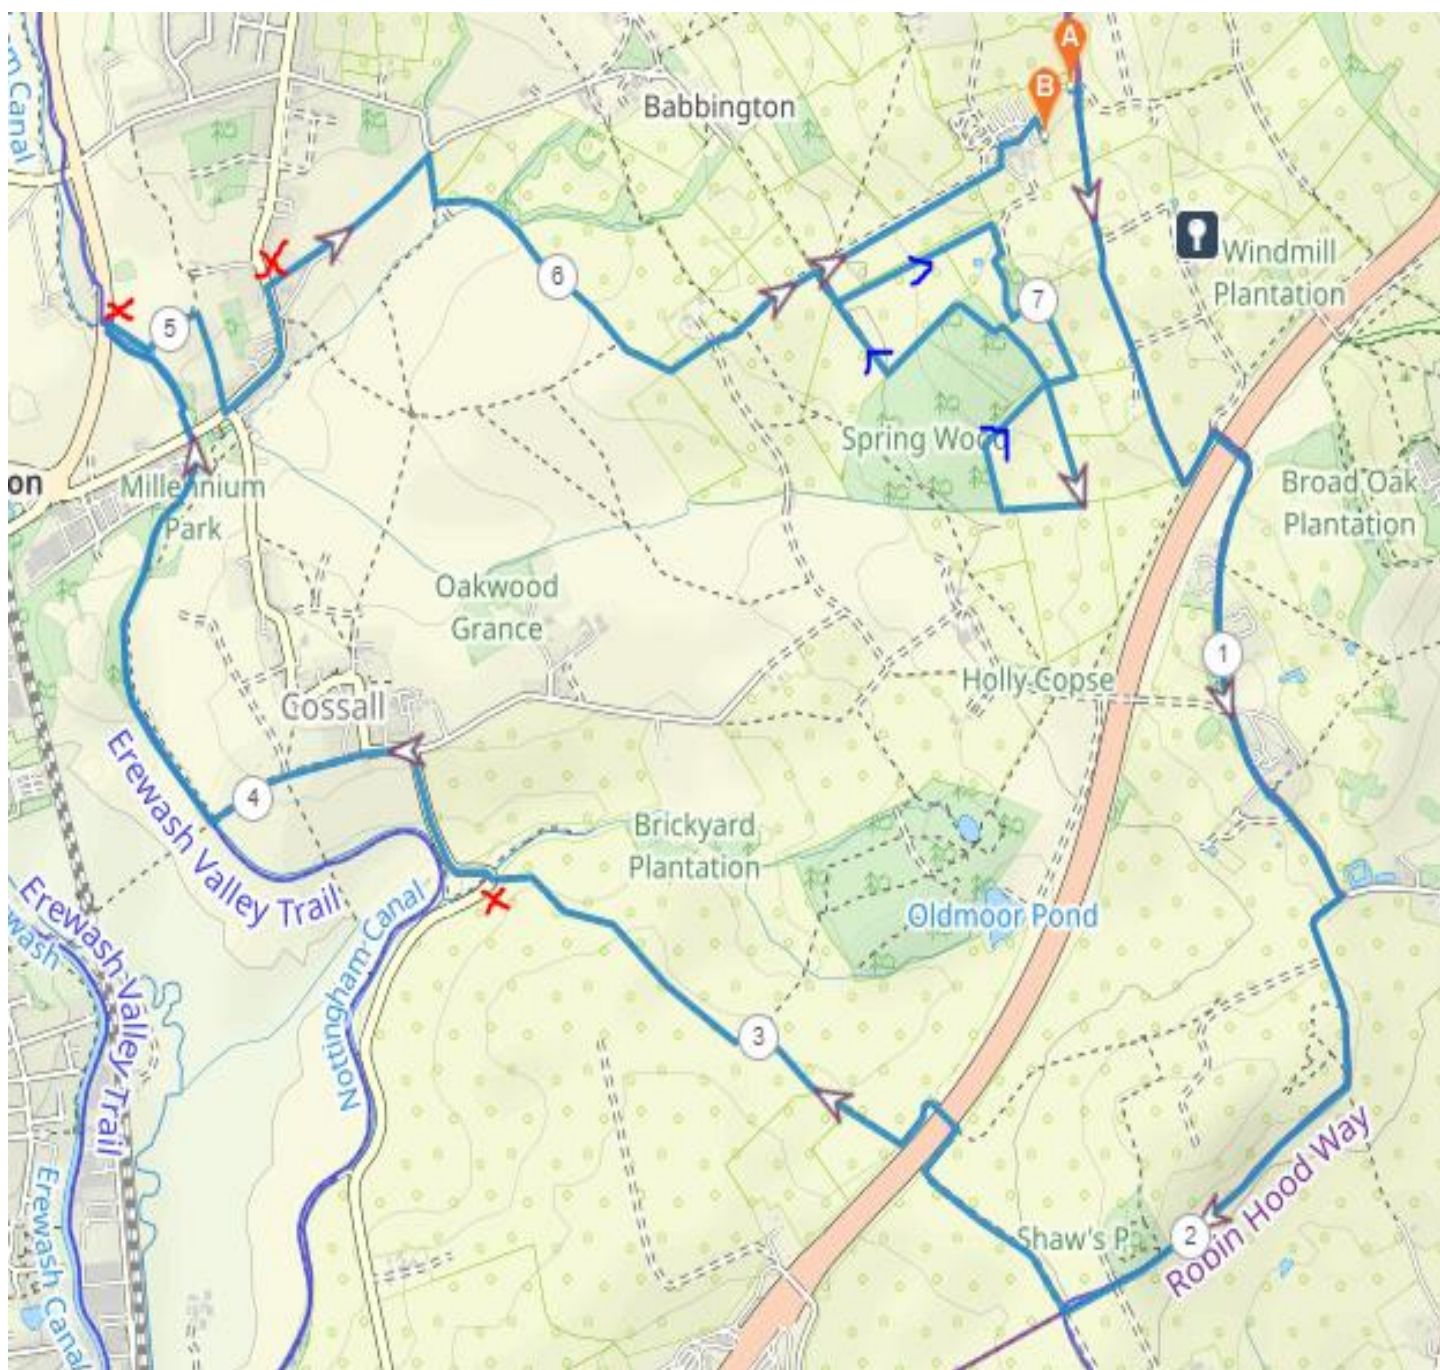 A
B
m Canal
Babbington
Windmill
Plantation
6
7
5
Spring Wood
on
Millennium
Park
Broad Oak
Plantation
Oakwood
Grance
1
Holly Copse
Cossall
4
Erewash Valley Trail
Brickyard
Plantation
Oldmoor Pond
Erewash Valley Trail
ewash
Nottingham Canal
3
Robin Hood Way
Shaw's P
2
Erewash Canal